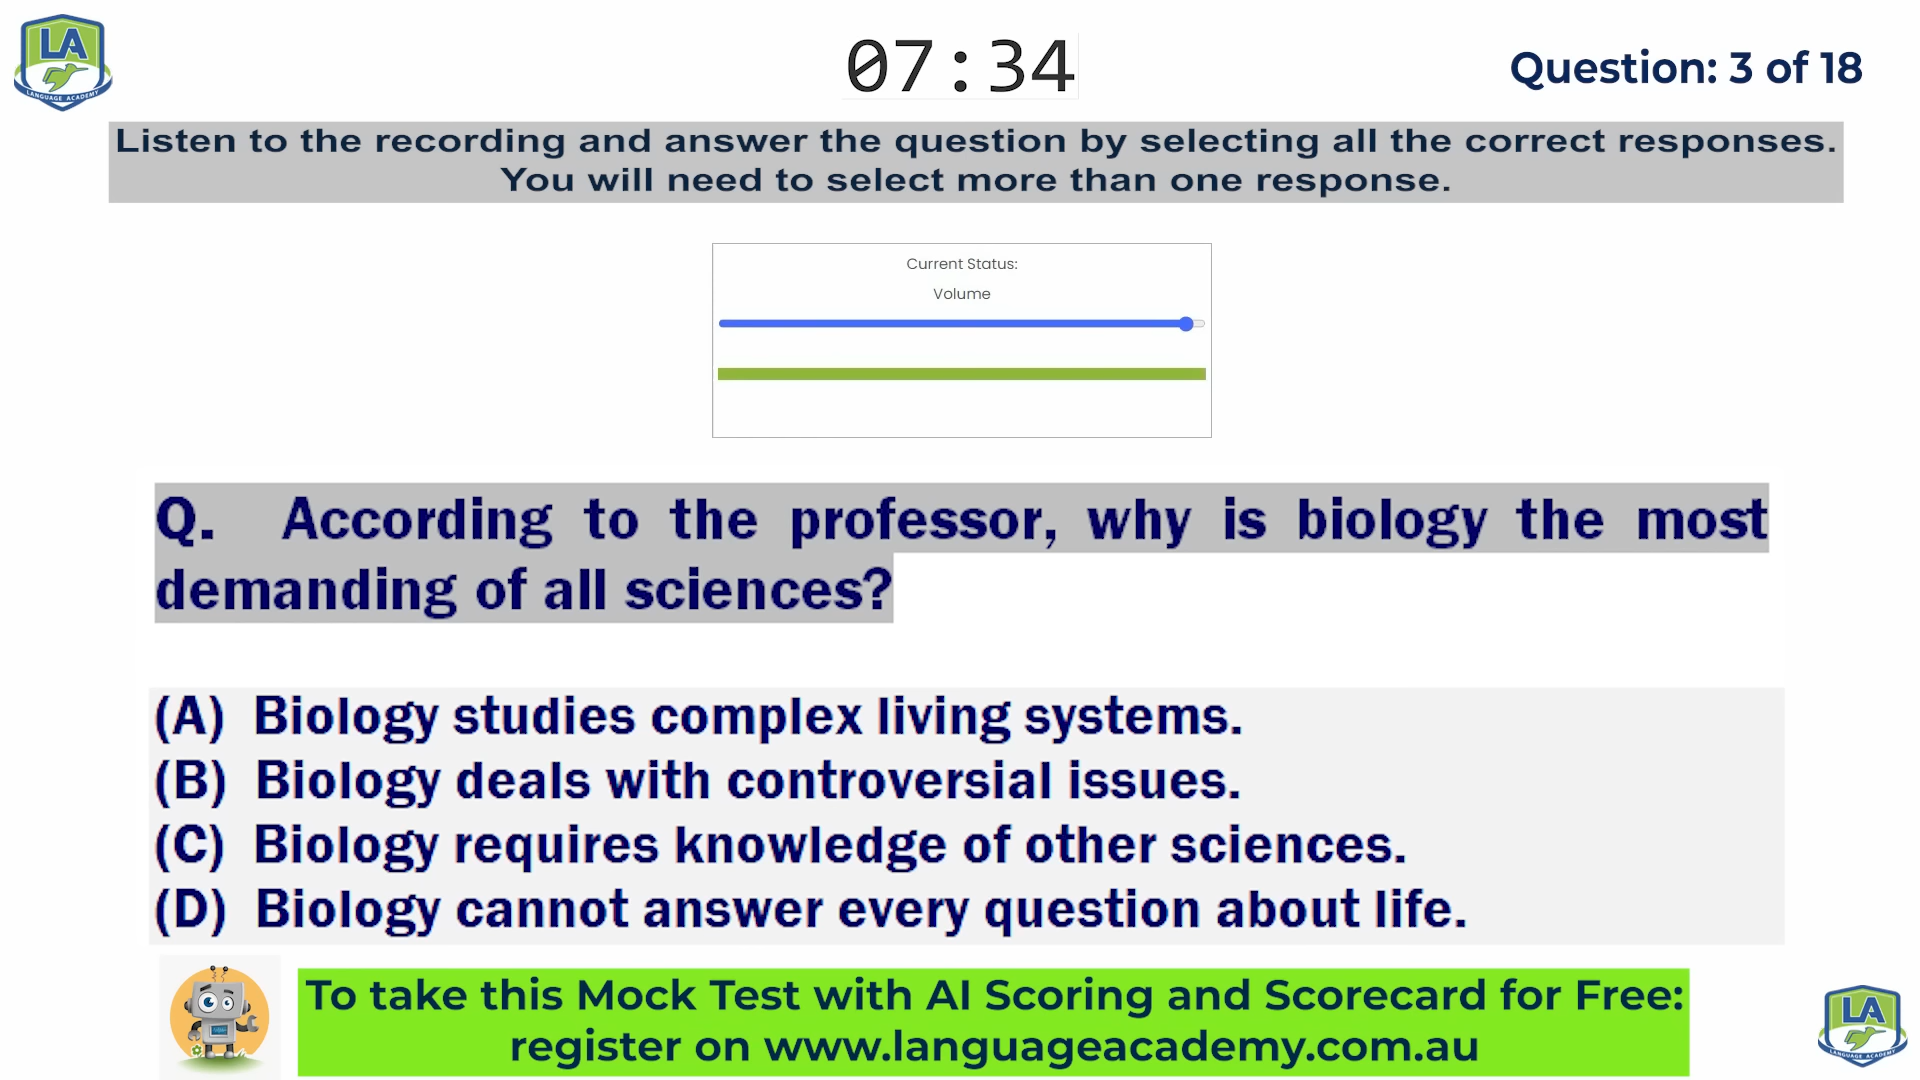 LA
LANGUAGE ACADEMY
07:34
Question: 3 of 18
Listen to the recording and answer the question by selecting all the correct responses.
You will need to select more than one response.
Current Status:
Volume
Q. According to the professor, why is biology the most
demanding of all sciences?
(A) Biology studies complex living systems.
(B) Biology deals with controversial issues.
(C) Biology requires knowledge of other sciences.
(D) Biology cannot answer every question about life.
To take this Mock Test with AI Scoring and Scorecard for Free:
register on www.languageacademy.com.au
LA
LANGUAGE ACADEMY